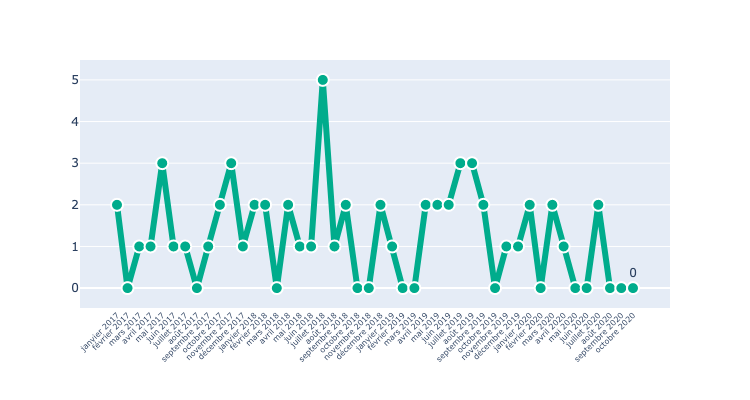 5
4
3
2
1
0
0
janvier 2017
février 2017
mars 2017
avril 2017
mai 2017
juin 2017
juillet 2017
août 2017
septembre 2017
octobre 2017
novembre 2017
décembre 2017
janvier 2018
février 2018
mars 2018
avril 2018
mai 2018
juin 2018
juillet 2018
août 2018
septembre 2018
octobre 2018
novembre 2018
décembre 2018
janvier 2019
février 2019
mars 2019
avril 2019
mai 2019
juin 2019
juillet 2019
août 2019
septembre 2019
octobre 2019
novembre 2019
décembre 2019
janvier 2020
février 2020
mars 2020
avril 2020
mai 2020
juin 2020
juillet 2020
août 2020
septembre 2020
octobre 2020